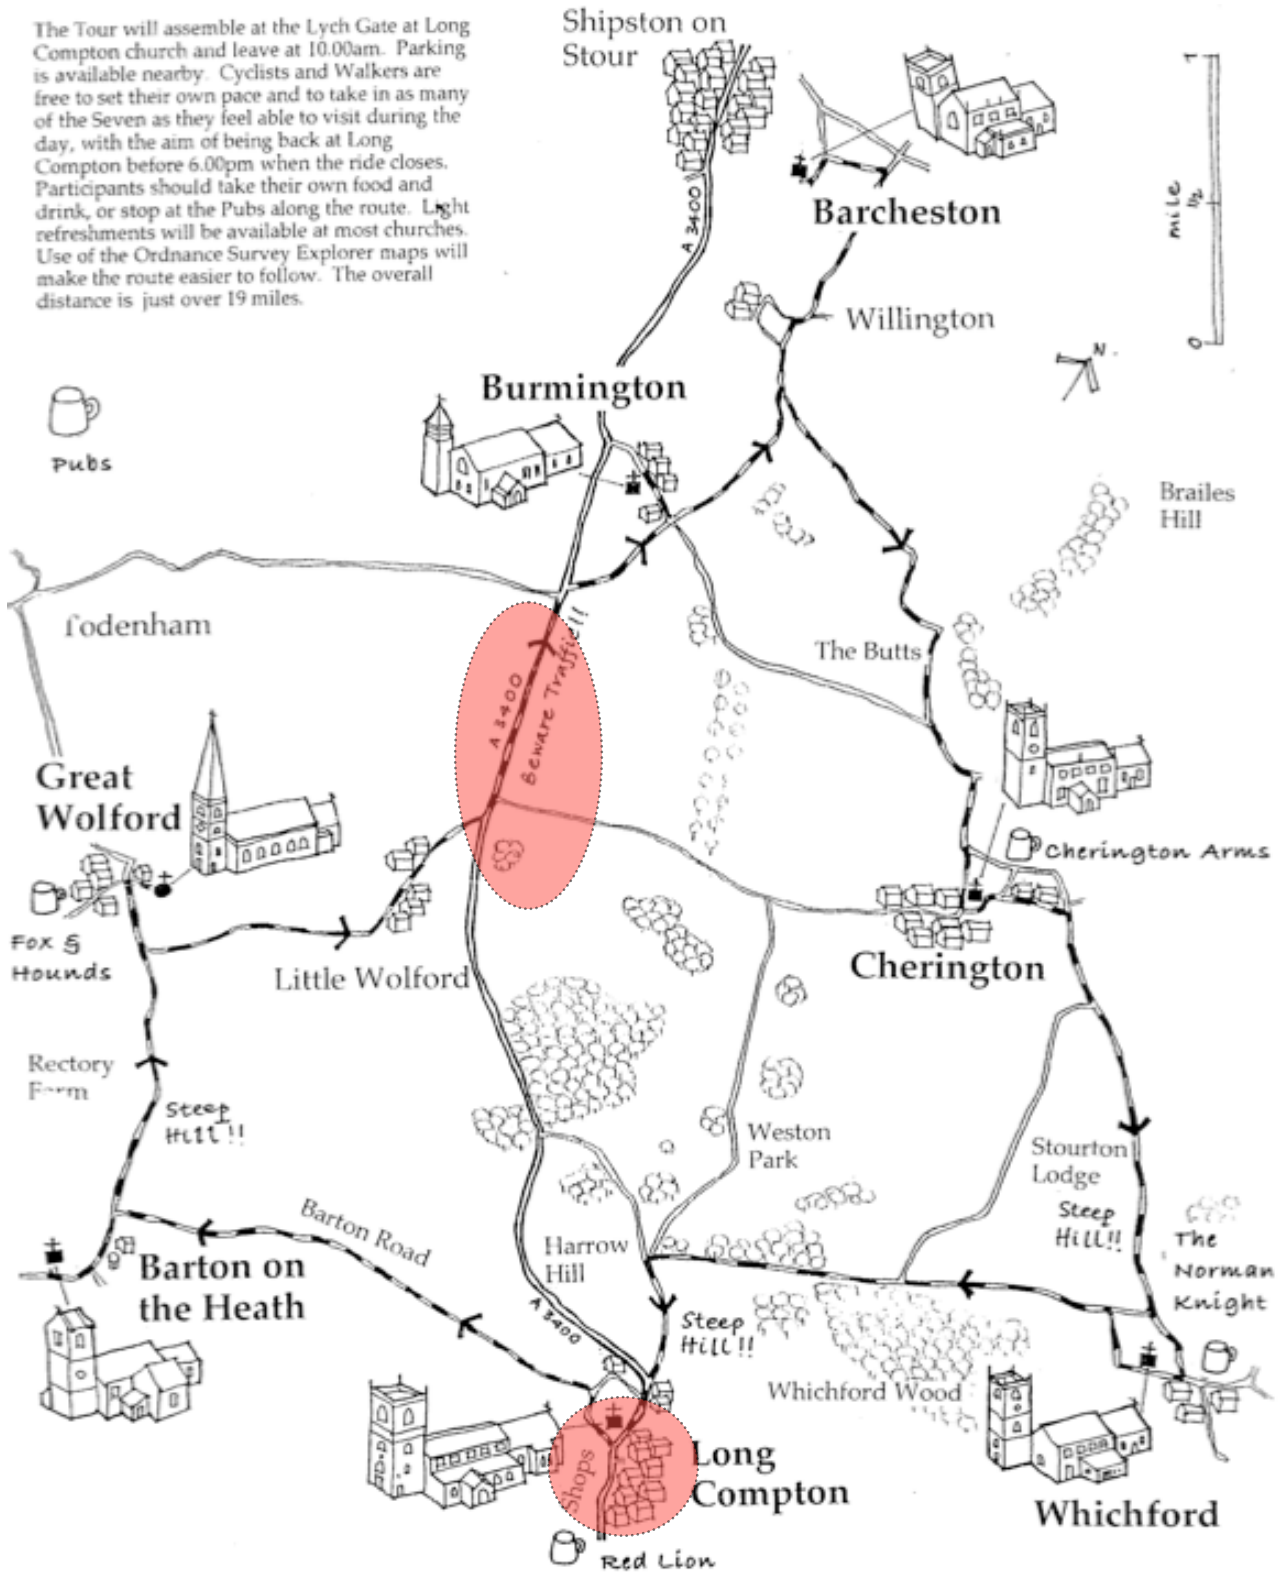 The Tour will assemble at the Lych Gate at Long
Compton church and leave at 10.00am. Parking
is available nearby. Cyclists and Walkers are
free to set their own pace and to take in as many
of the Seven as they feel able to visit during the
day, with the aim of being back at Long
Compton before 6.00pm when the ride closes.
Participants should take their own food and
drink, or stop at the Pubs along the route. Light
refreshments will be available at most churches.
Use of the Ordnance Survey Explorer maps will
make the route easier to follow. The overall
distance is just over 19 miles.
Shipston on
Stour
A 3400
Barcheston
1
1/2
mile
0
N.
Willington
Burmington
Pubs
Brailes
Hill
Todenham
The Butts
A 3400
Beware Traffic!!
Great
Wolford
Cherington Arms
Fox &
Hounds
Little Wolford
Cherington
Rectory
Farm
Steep
Hill!!
Weston
Park
Stourton
Lodge
Steep
Hill!!
The
Norman
Knight
Barton Road
Harrow
Hill
Barton on
the Heath
A 3400
Steep
Hill!!
Whichford Wood
Shops
Long
Compton
Whichford
Red Lion